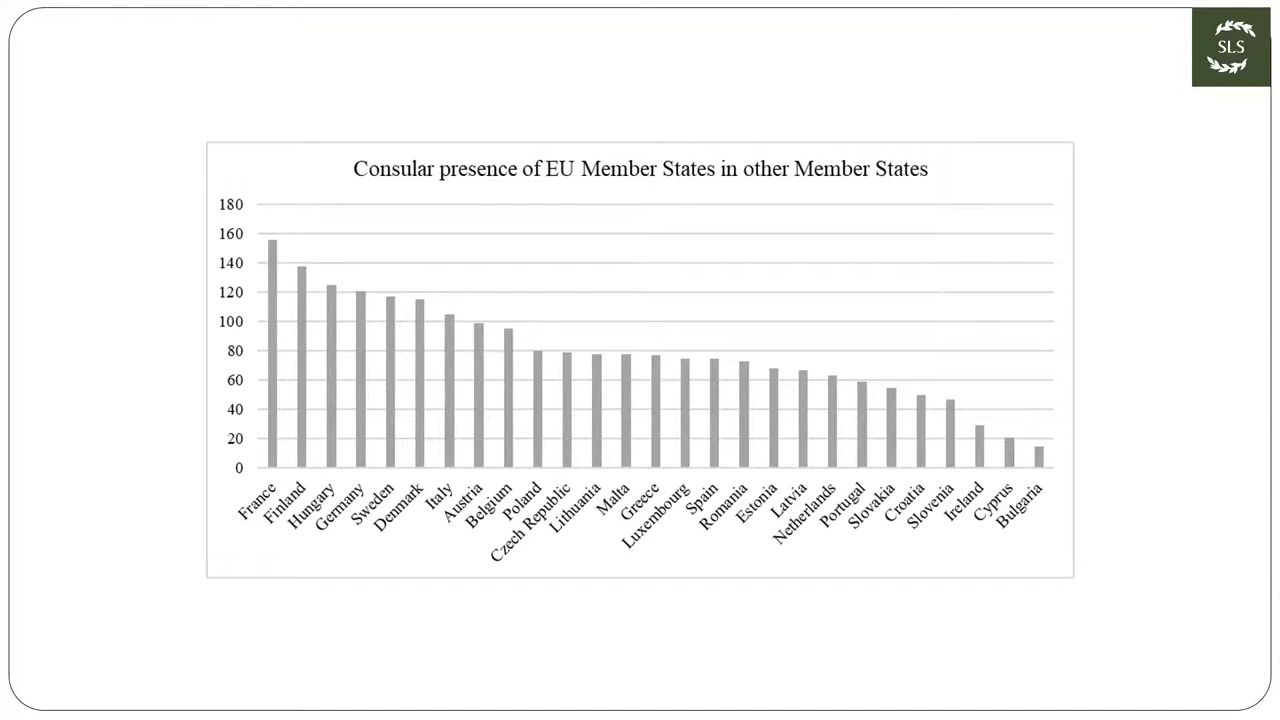 SLS
Consular presence of EU Member States in other Member States
180
160
140
120
100
80
60
40
20
0
France
Finland
Hungary
Germany
Sweden
Denmark
Italy
Austria
Belgium
Poland
Czech Republic
Lithuania
Malta
Greece
Luxembourg
Spain
Romania
Estonia
Latvia
Netherlands
Portugal
Slovakia
Croatia
Slovenia
Ireland
Cyprus
Bulgaria